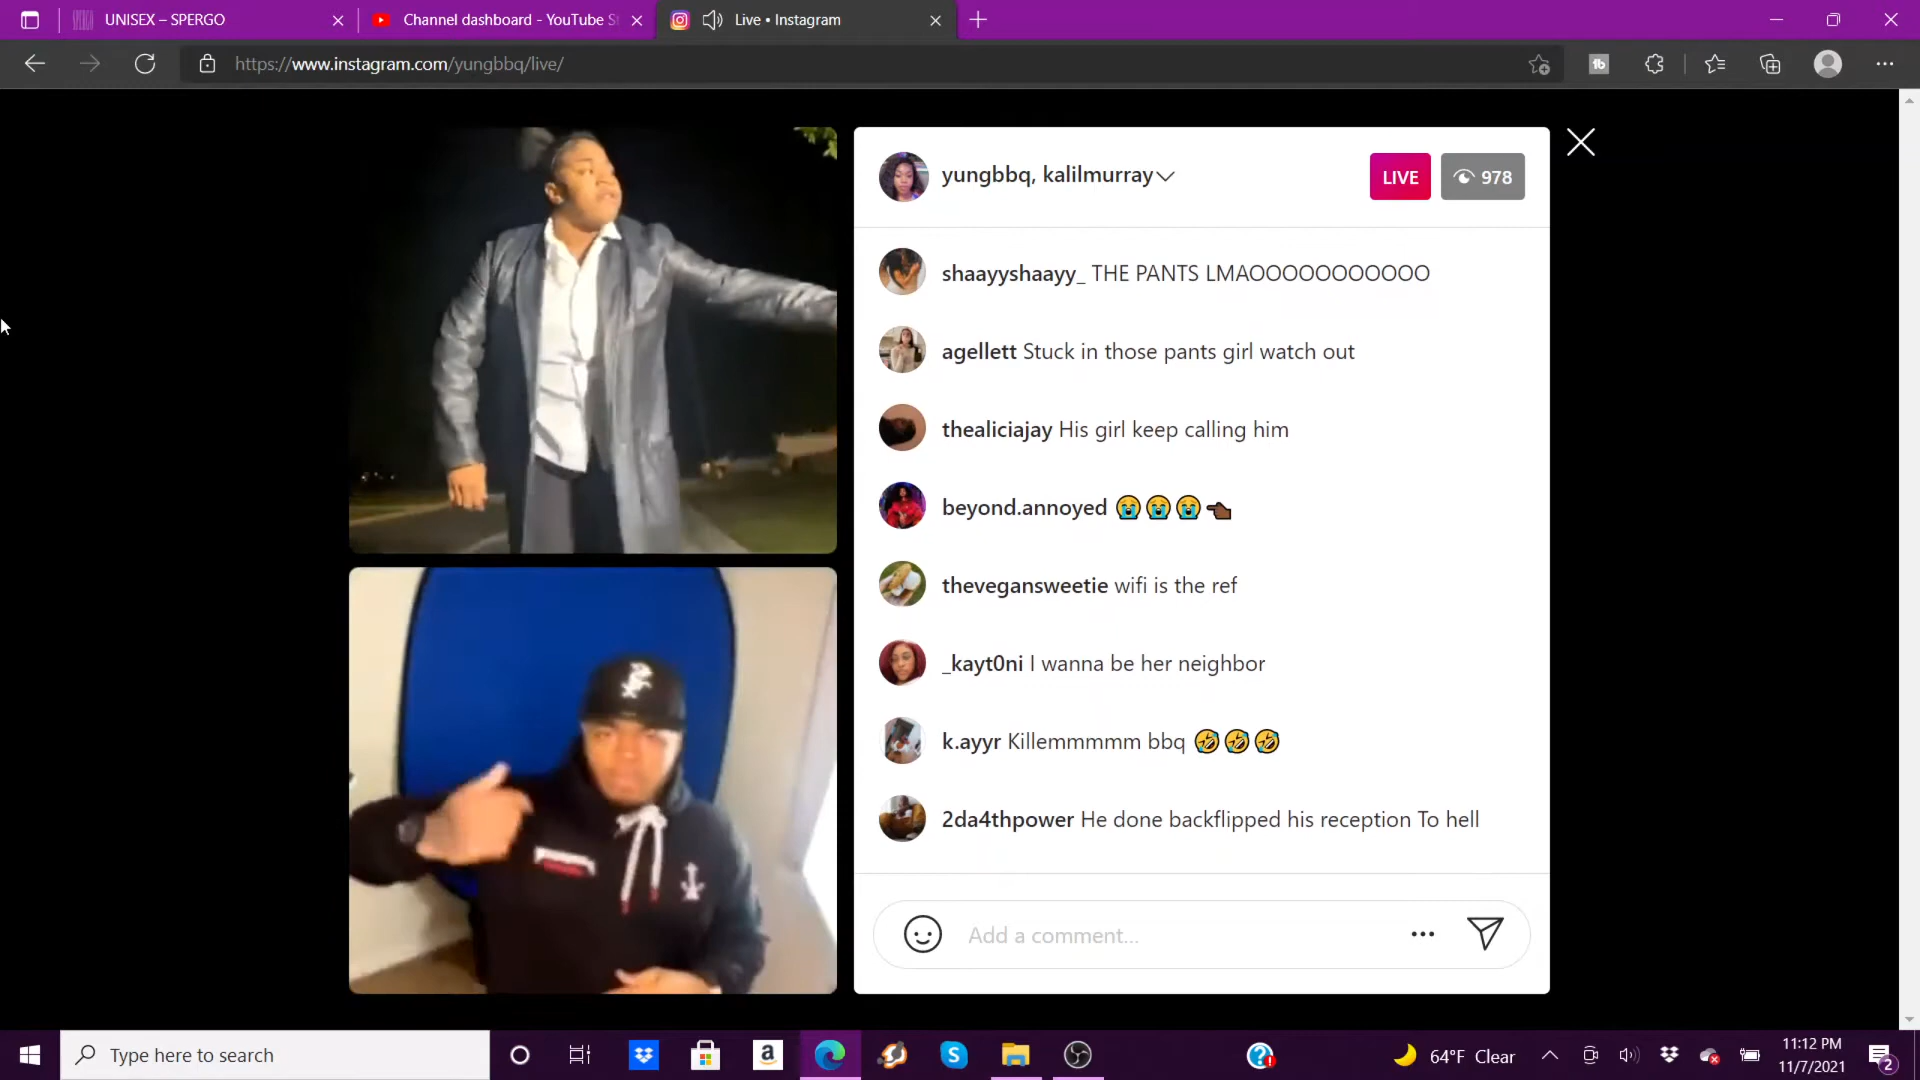 UNISEX – SPERGO
Channel dashboard - YouTube S
Live • Instagram
https://www.instagram.com/yungbbq/live/
yungbbq, kalilmurray
LIVE
978
shaayyshaayy_ THE PANTS LMAOOOOOOOOOOO
agellett Stuck in those pants girl watch out
thealiciajay His girl keep calling him
beyond.annoyed 😭😭😭👈🏾
thevegansweetie wifi is the ref
_kayt0ni I wanna be her neighbor
k.ayyr Killemmmmm bbq 🤣🤣🤣
2da4thpower He done backflipped his reception To hell
Add a comment...
Type here to search
64°F Clear
11:12 PM
11/7/2021
2